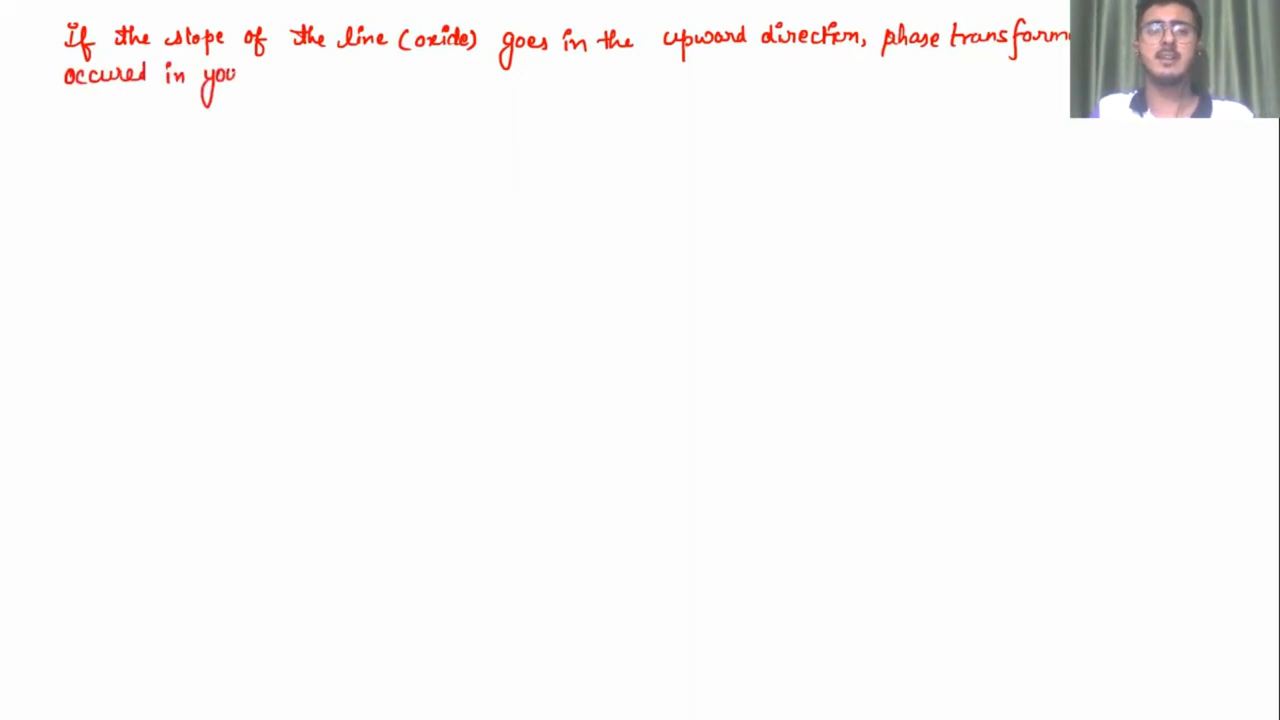 If the slope of the line (oxide) goes in the upward direction, phase transform
occured in you